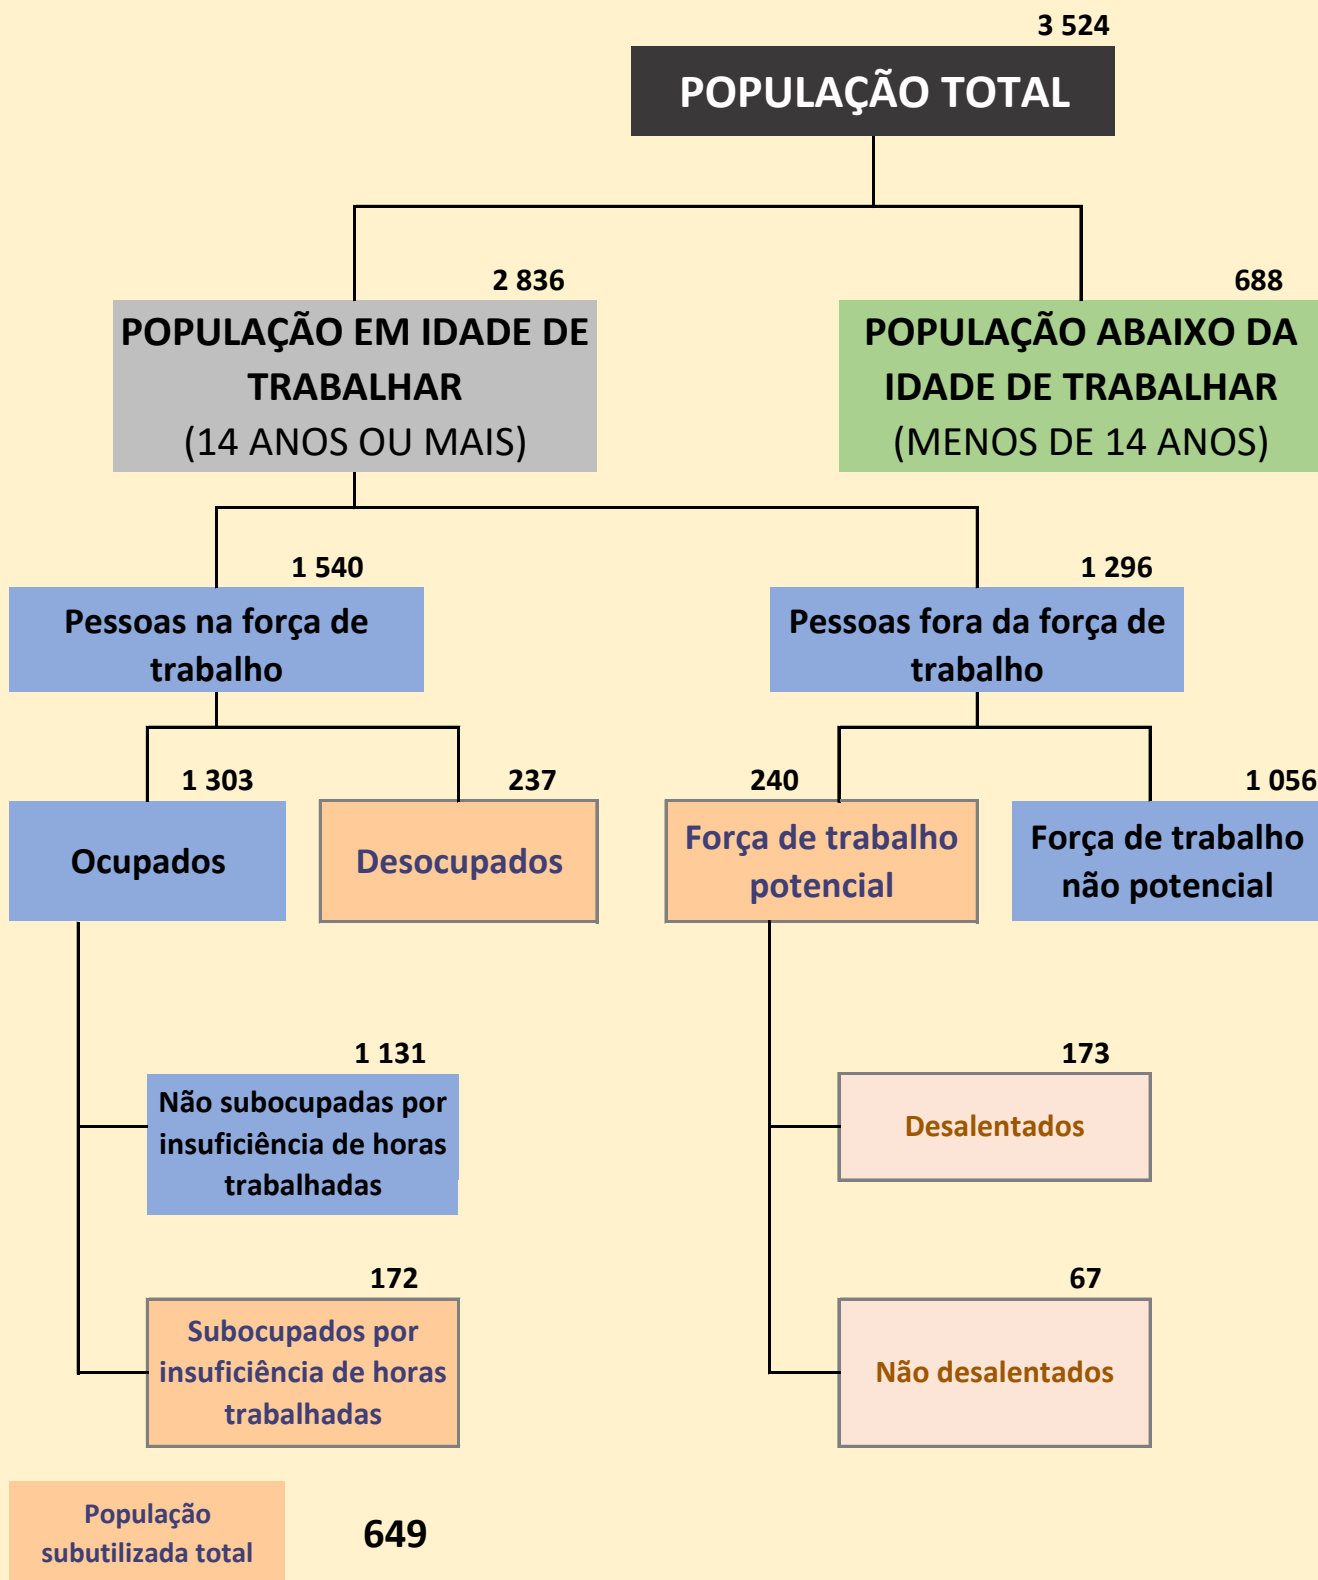 3 524
POPULAÇÃO TOTAL
2 836
POPULAÇÃO EM IDADE DE
TRABALHAR
(14 ANOS OU MAIS)
688
POPULAÇÃO ABAIXO DA
IDADE DE TRABALHAR
(MENOS DE 14 ANOS)
1 540
Pessoas na força de
trabalho
1 296
Pessoas fora da força de
trabalho
1 303
Ocupados
237
Desocupados
240
Força de trabalho
potencial
1 056
Força de trabalho
não potencial
1 131
Não subocupadas por
insuficiência de horas
trabalhadas
173
Desalentados
172
Subocupados por
insuficiência de horas
trabalhadas
67
Não desalentados
População
subutilizada total
649